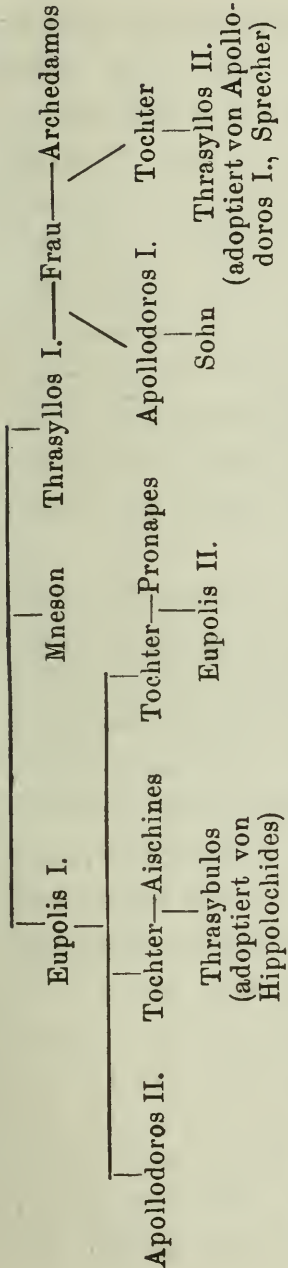 Eupolis I. Mneson Thrasyllos I.—Frau—Archedamos
Apollodoros II. Tochter—Aischines Tochter—Pronapes Apollodoros I. Tochter
Thrasybulos
(adoptiert von
Hippolochides)
Eupolis II.
Sohn
Thrasyllos II.
(adoptiert von Apollo-
doros I., Sprecher)